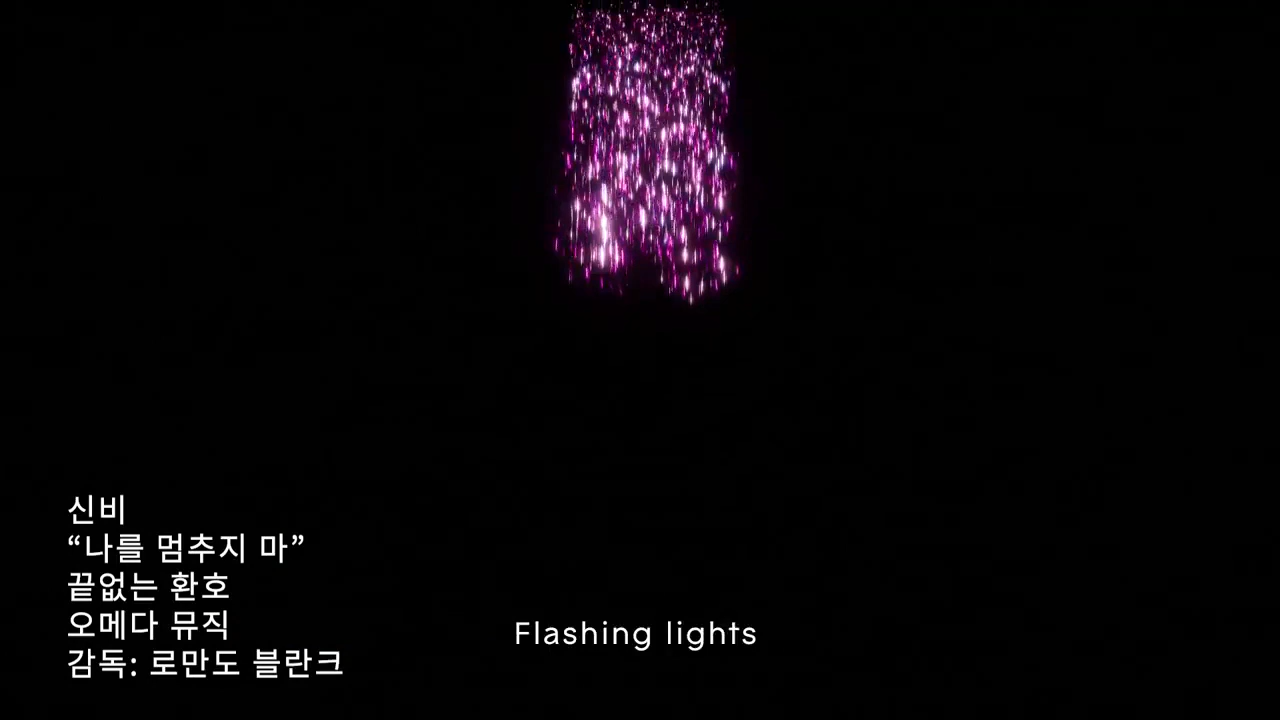 신비
“나를 멈추지 마”
끝없는 환호
오메다 뮤직
감독: 로만도 블란크
Flashing lights